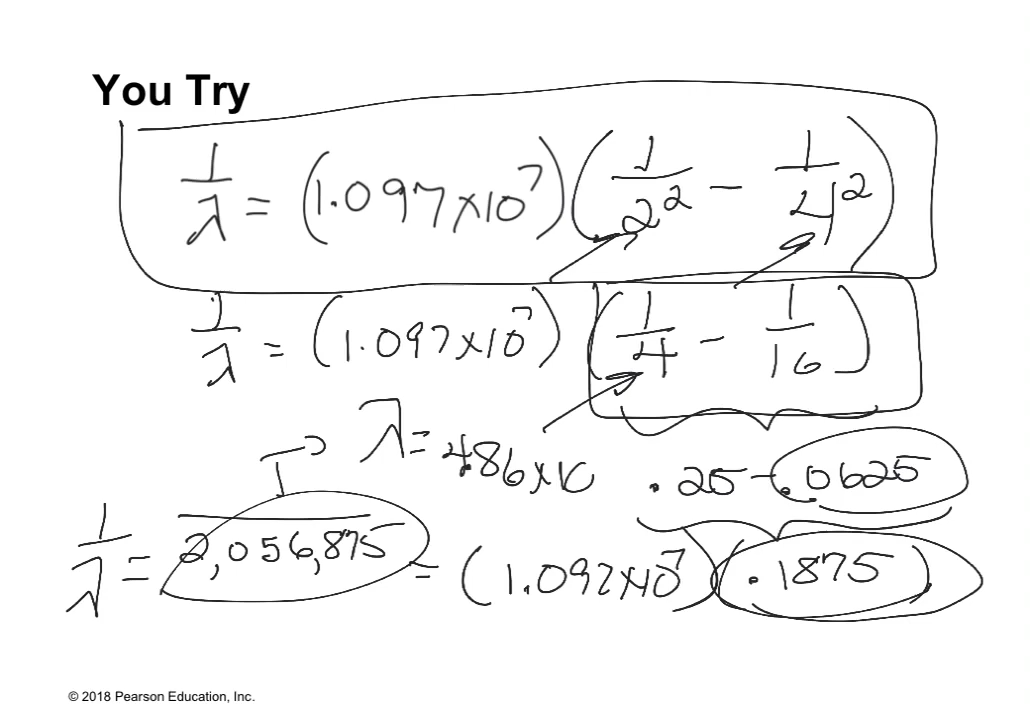 You Try
1/λ = (1.097x10^7)(1/2^2 - 1/4^2)
1/λ = (1.097x10^7)(1/4 - 1/16)
λ = 486x10
.25 - .0625
1/λ = 2,056,875 = (1.097x10^7)(.1875)
© 2018 Pearson Education, Inc.